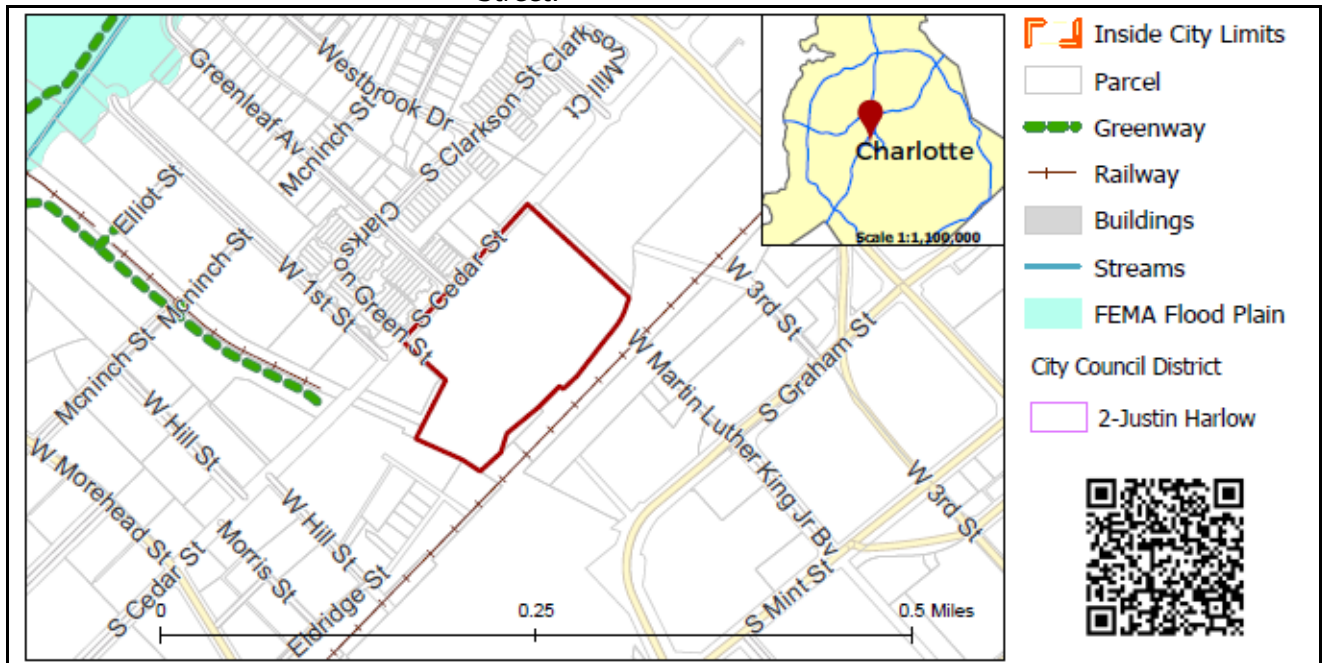 Street.
Westbrook Dr
Greenleaf Av
Mcninch St
S Clarkson St
Clarkson Mill Ct
Elliot St
Mcninch St
Mcninch St
W 1st St
Clarkson Green St
S Cedar St
W 3rd St
S Graham St
W Martin Luther King Jr Bv
W Hill St
W Morehead St
W Hill St
Morris St
S Cedar St
Eldridge St
W 3rd St
S Mint St
0
0.25
0.5 Miles
Charlotte
Scale 1:1,100,000
Inside City Limits
Parcel
Greenway
Railway
Buildings
Streams
FEMA Flood Plain
City Council District
2-Justin Harlow